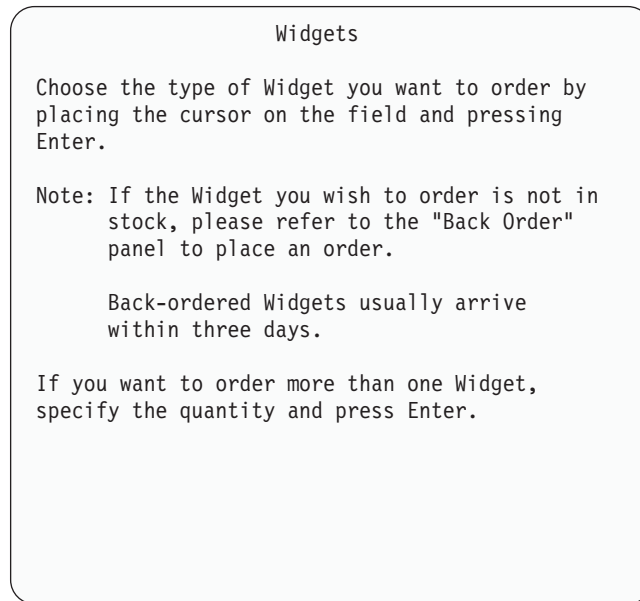 Widgets
Choose the type of Widget you want to order by
placing the cursor on the field and pressing
Enter.
Note: If the Widget you wish to order is not in
stock, please refer to the "Back Order"
panel to place an order.
Back-ordered Widgets usually arrive
within three days.
If you want to order more than one Widget,
specify the quantity and press Enter.